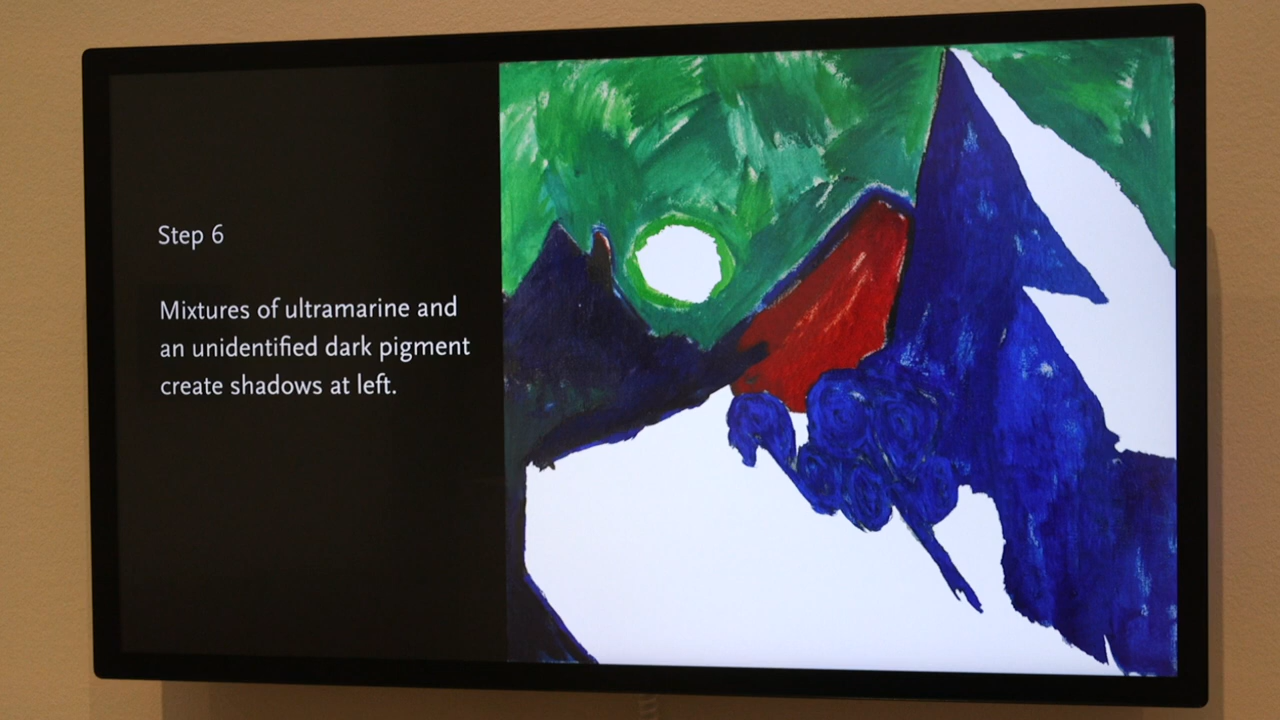 Step 6
Mixtures of ultramarine and
an unidentified dark pigment
create shadows at left.